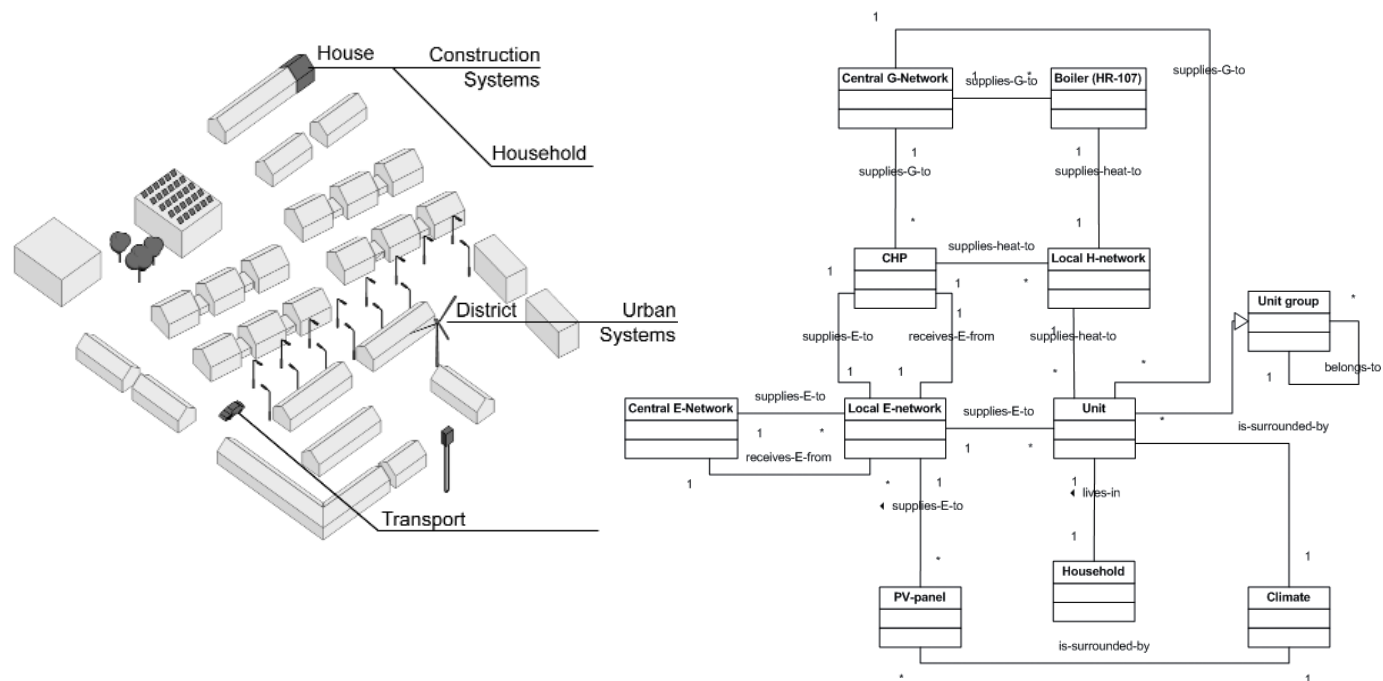 House
Construction
Systems
Household
District
Urban
Systems
Transport
1
Central G-Network
1
*
supplies-G-to
Boiler (HR-107)
supplies-G-to
1
supplies-G-to
*
1
supplies-heat-to
1
CHP
supplies-heat-to
Local H-network
1
1
*
1
supplies-E-to
receives-E-from
1
supplies-heat-to
Unit group
*
belongs-to
1
1
1
*
*
Central E-Network
supplies-E-to
Local E-network
supplies-E-to
Unit
*
is-surrounded-by
1
*
1
*
receives-E-from
1
*
1
supplies-E-to
1
lives-in
1
Household
*
PV-panel
1
Climate
is-surrounded-by
*
1